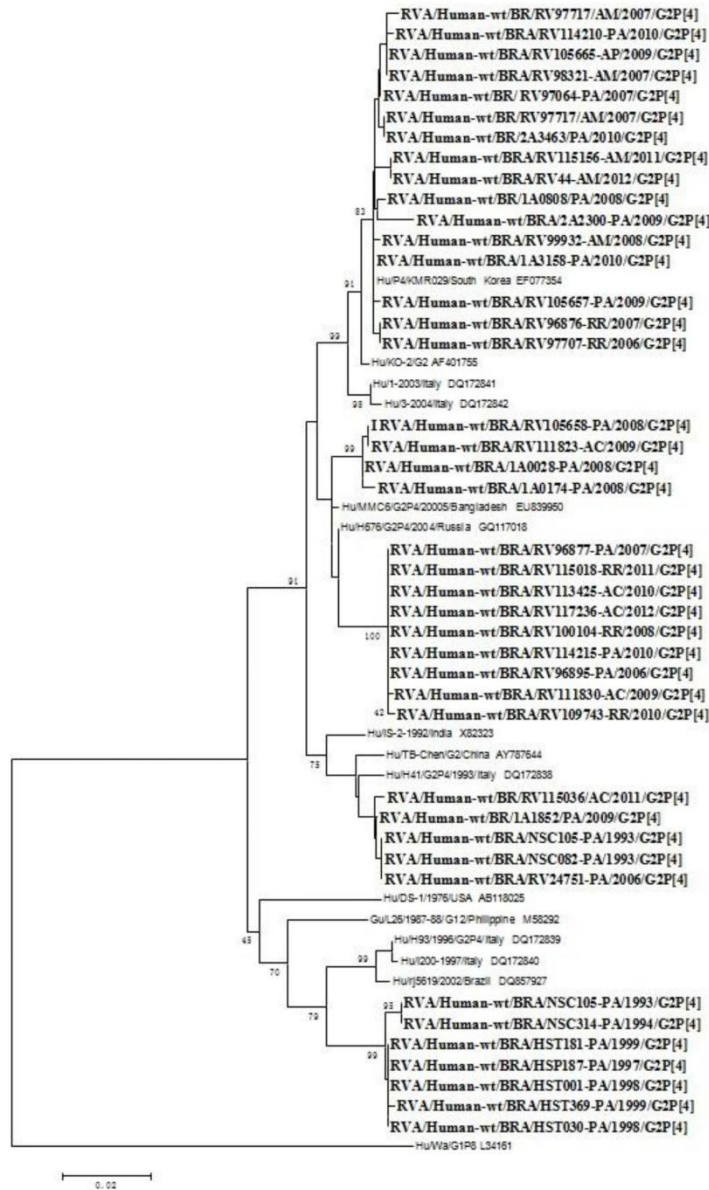 RVA/Human-wt/BR/RV97717/AM/2007/G2P[4]
RVA/Human-wt/BRA/RV114210-PA/2010/G2P[4]
RVA/Human-wt/BRA/RV105665-AP/2009/G2P[4]
RVA/Human-wt/BRA/RV98321-AM/2007/G2P[4]
RVA/Human-wt/BR/ RV97064-PA/2007/G2P[4]
RVA/Human-wt/BR/RV97717/AM/2007/G2P[4]
RVA/Human-wt/BR/2A3463/PA/2010/G2P[4]
RVA/Human-wt/BRA/RV115156-AM/2011/G2P[4]
RVA/Human-wt/BRA/RV44-AM/2012/G2P[4]
RVA/Human-wt/BR/1A0808/PA/2008/G2P[4]
83
RVA/Human-wt/BRA/2A2300-PA/2009/G2P[4]
RVA/Human-wt/BRA/RV99932-AM/2008/G2P[4]
RVA/Human-wt/BRA/1A3158-PA/2010/G2P[4]
91
Hu/P4/KMR029/South Korea EF077354
RVA/Human-wt/BRA/RV105657-PA/2009/G2P[4]
RVA/Human-wt/BRA/RV96876-RR/2007/G2P[4]
99
RVA/Human-wt/BRA/RV97707-RR/2006/G2P[4]
Hu/KO-2/G2 AF401755
Hu/1-2003/Italy DQ172841
98
Hu/3-2004/Italy DQ172842
I RVA/Human-wt/BRA/RV105658-PA/2008/G2P[4]
99
RVA/Human-wt/BRA/RV111823-AC/2009/G2P[4]
RVA/Human-wt/BRA/1A0028-PA/2008/G2P[4]
RVA/Human-wt/BRA/1A0174-PA/2008/G2P[4]
Hu/MMC6/G2P4/20005/Bangladesh EU839950
Hu/H576/G2P4/2004/Russia GQ117018
RVA/Human-wt/BRA/RV96877-PA/2007/G2P[4]
RVA/Human-wt/BRA/RV115018-RR/2011/G2P[4]
91
RVA/Human-wt/BRA/RV113425-AC/2010/G2P[4]
RVA/Human-wt/BRA/RV117236-AC/2012/G2P[4]
100
RVA/Human-wt/BRA/RV100104-RR/2008/G2P[4]
RVA/Human-wt/BRA/RV114215-PA/2010/G2P[4]
RVA/Human-wt/BRA/RV96895-PA/2006/G2P[4]
RVA/Human-wt/BRA/RV111830-AC/2009/G2P[4]
42
RVA/Human-wt/BRA/RV109743-RR/2010/G2P[4]
Hu/IS-2-1992/India X82323
75
Hu/TB-Chen/G2/China AY787644
Hu/H41/G2P4/1993/Italy DQ172838
RVA/Human-wt/BR/RV115036/AC/2011/G2P[4]
RVA/Human-wt/BR/1A1852/PA/2009/G2P[4]
RVA/Human-wt/BRA/NSC105-PA/1993/G2P[4]
RVA/Human-wt/BRA/NSC082-PA/1993/G2P[4]
RVA/Human-wt/BRA/RV24751-PA/2006/G2P[4]
Hu/DS-1/1976/USA AB118025
45
Gu/L26/1987-88/G12/Philippine M58292
Hu/H93/1996/G2P4/Italy DQ172839
99
Hu/I200-1997/Italy DQ172840
70
Hu/rj5619/2002/Brazil DQ857927
95
RVA/Human-wt/BRA/NSC105-PA/1993/G2P[4]
79
RVA/Human-wt/BRA/NSC314-PA/1994/G2P[4]
RVA/Human-wt/BRA/HST181-PA/1999/G2P[4]
99
RVA/Human-wt/BRA/HSP187-PA/1997/G2P[4]
RVA/Human-wt/BRA/HST001-PA/1998/G2P[4]
RVA/Human-wt/BRA/HST369-PA/1999/G2P[4]
RVA/Human-wt/BRA/HST030-PA/1998/G2P[4]
Hu/Wa/G1P8 L34161
0.02